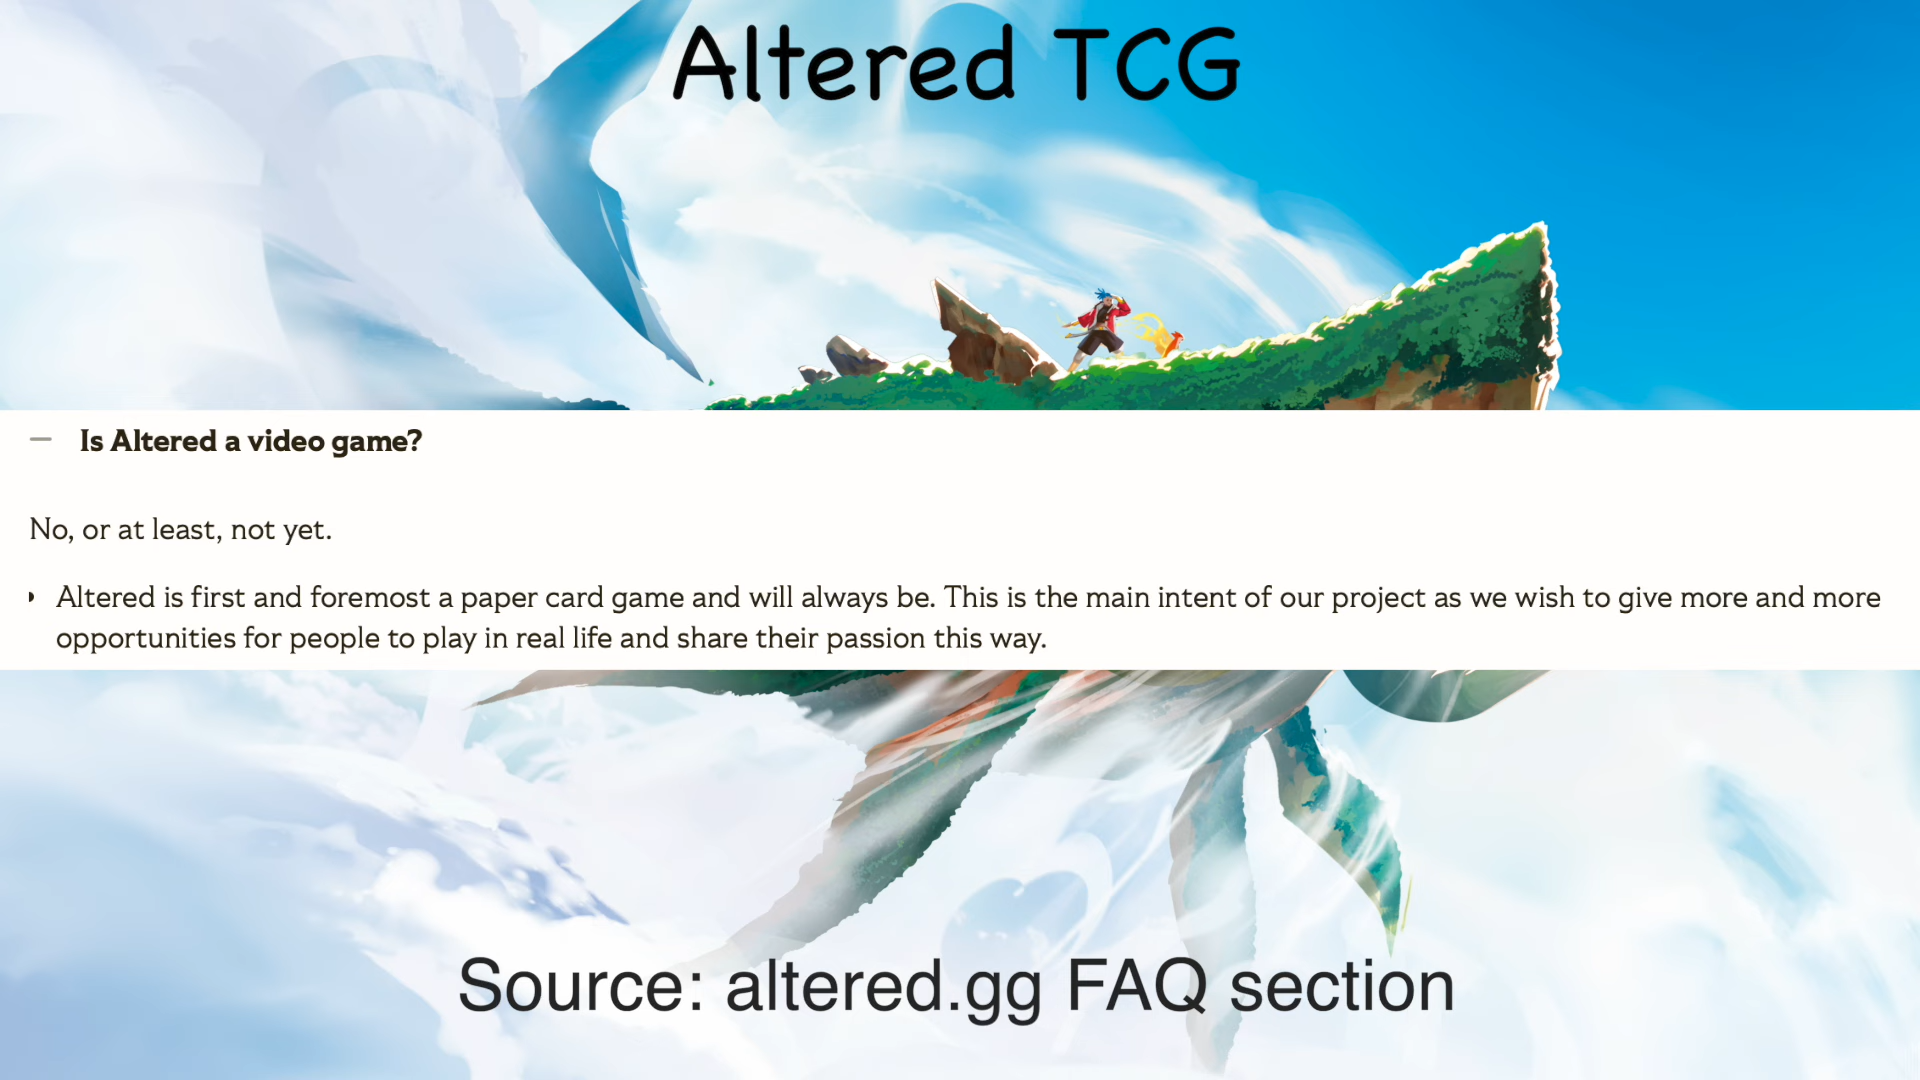 Altered TCG
— Is Altered a video game?
No, or at least, not yet.
‣ Altered is first and foremost a paper card game and will always be. This is the main intent of our project as we wish to give more and more
opportunities for people to play in real life and share their passion this way.
Source: altered.gg FAQ section